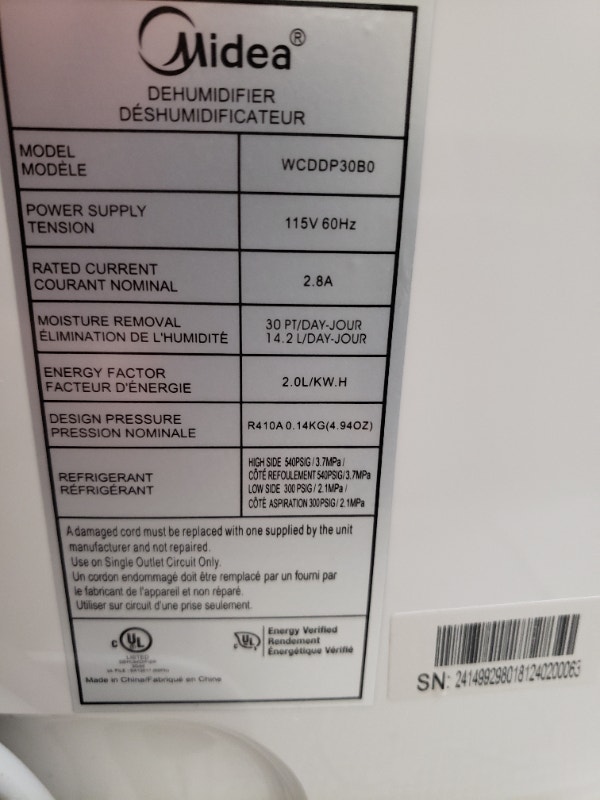 Midea®
DEHUMIDIFIER
DÉSHUMIDIFICATEUR
MODEL
MODÈLE
WCDDP30B0
POWER SUPPLY
TENSION
115V 60Hz
RATED CURRENT
COURANT NOMINAL
2.8A
MOISTURE REMOVAL
ÉLIMINATION DE L'HUMIDITÈ
30 PT/DAY-JOUR
14.2 L/DAY-JOUR
ENERGY FACTOR
FACTEUR D'ÉNERGIE
2.0L/KW.H
DESIGN PRESSURE
PRESSION NOMINALE
R410A 0.14KG(4.94OZ)
REFRIGERANT
RÉFRIGÉRANT
HIGH SIDE 540PSIG / 3.7MPa /
CÔTÉ REFOULEMENT 540PSIG/3.7MPa
LOW SIDE 300 PSIG / 2.1MPa /
CÔTÉ ASPIRATION 300PSIG/ 2.1MPa
A damaged cord must be replaced with one supplied by the unit
manufacturer and not repaired.
Use on Single Outlet Circuit Only.
Un cordon endommagé doit être remplacé par un fourni par
le fabricant de l'appareil et non réparé.
Utiliser sur circuit d'une prise seulement.
c UL
LISTED
DEHUMIDIFIER
UL
Energy Verified
Rendement
Énergétique Vérifié
Made in China/Fabriqué en Chine
SN: 2414992980181240200063